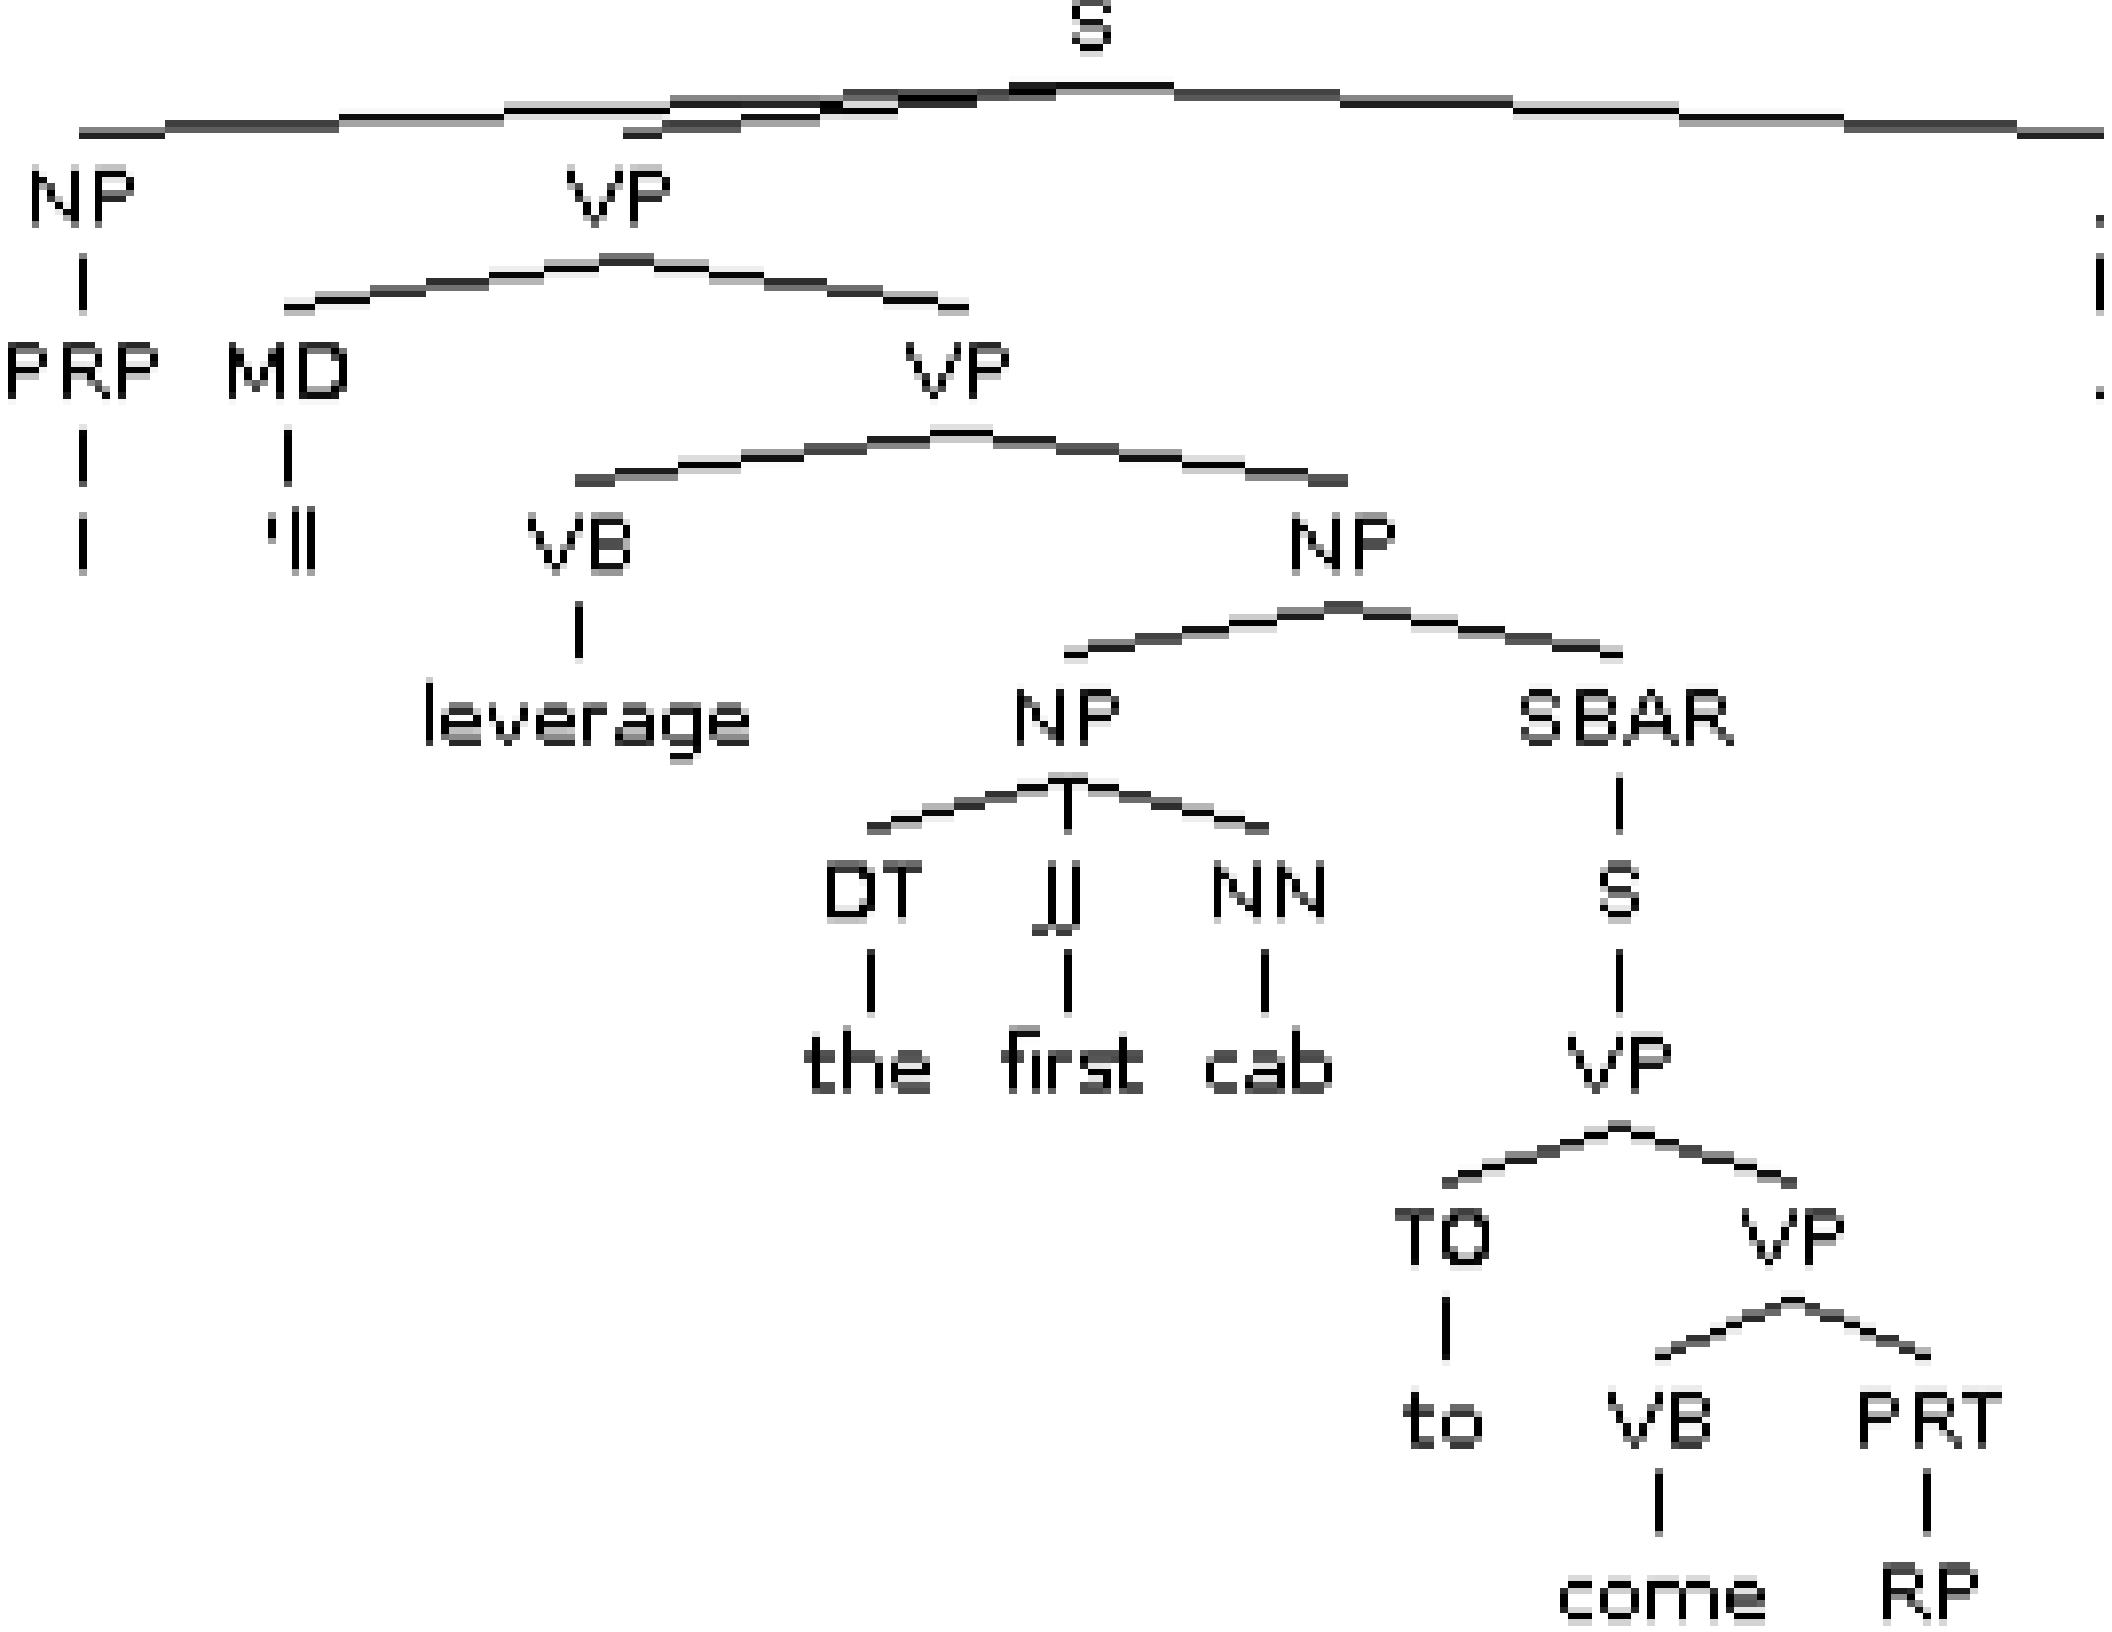 S
NP VP .
PRP MD VP .
I 'll VB NP
leverage NP SBAR
DT JJ NN S
the first cab VP
TO VP
to VB PRT
come RP